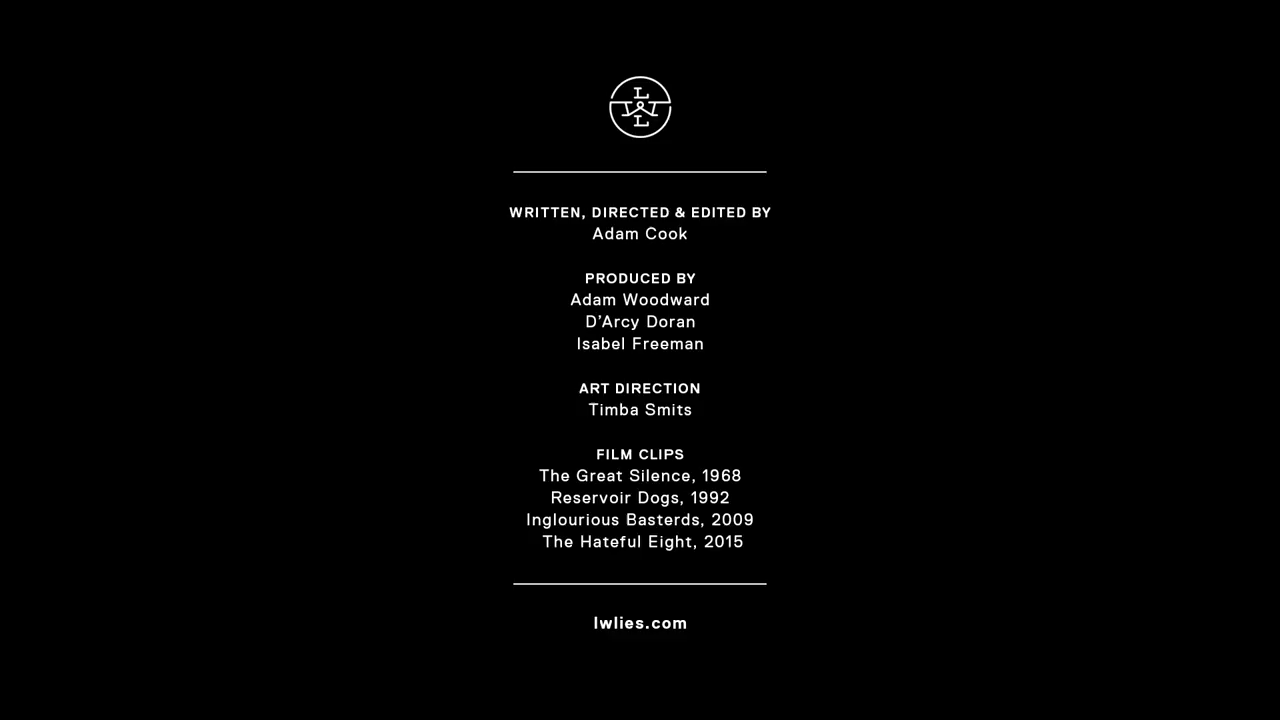 L
W
L
WRITTEN, DIRECTED & EDITED BY
Adam Cook
PRODUCED BY
Adam Woodward
D'Arcy Doran
Isabel Freeman
ART DIRECTION
Timba Smits
FILM CLIPS
The Great Silence, 1968
Reservoir Dogs, 1992
Inglourious Basterds, 2009
The Hateful Eight, 2015
lwlies.com